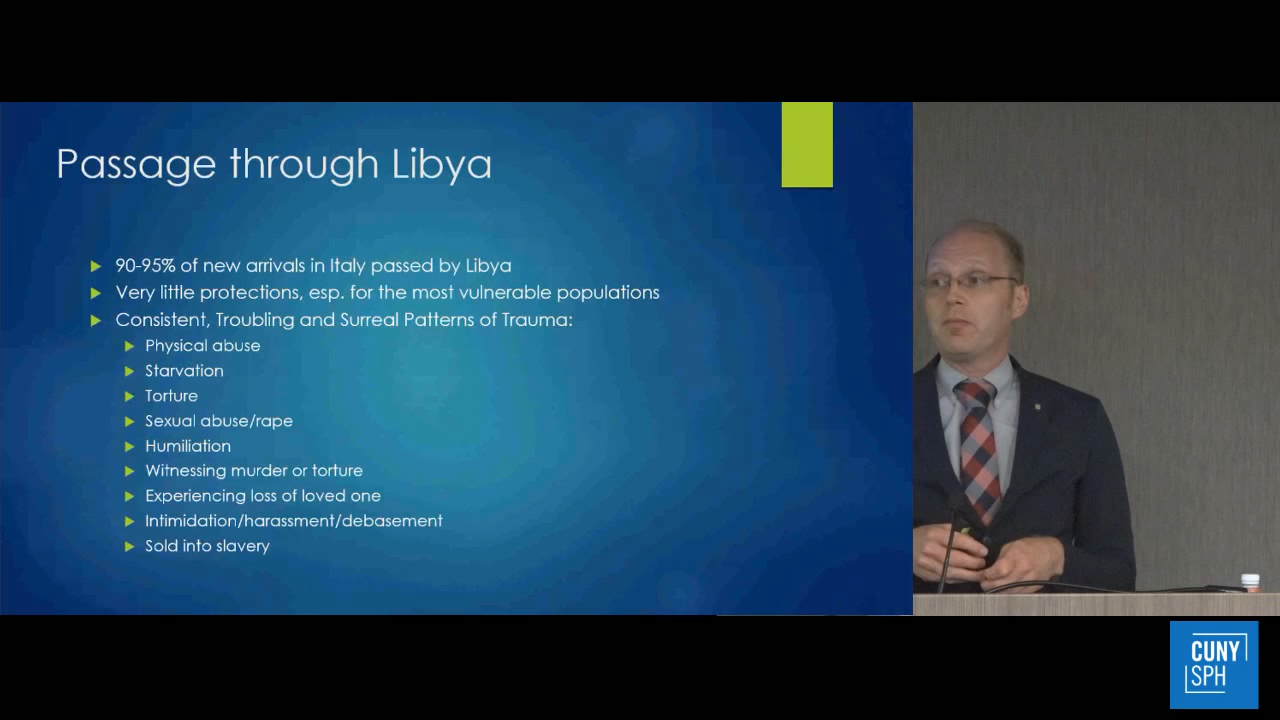 Passage through Libya
90-95% of new arrivals in Italy passed by Libya
Very little protections, esp. for the most vulnerable populations
Consistent, Troubling and Surreal Patterns of Trauma:
Physical abuse
Starvation
Torture
Sexual abuse/rape
Humiliation
Witnessing murder or torture
Experiencing loss of loved one
Intimidation/harassment/debasement
Sold into slavery
CUNY
SPH